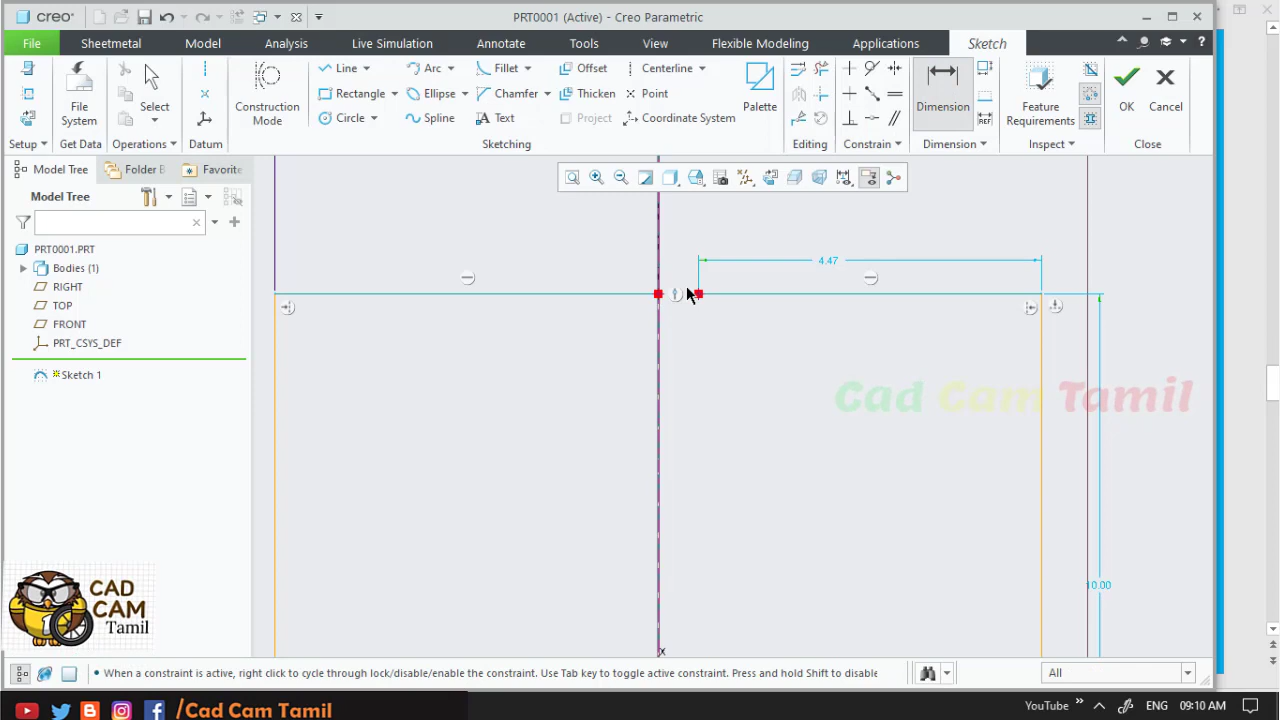 creo
PRT0001 (Active) - Creo Parametric
File Sheetmetal Model Analysis Live Simulation Annotate Tools View Flexible Modeling Applications Sketch
File System
Select
Construction Mode
Line Arc Fillet Offset Centerline
Rectangle Ellipse Chamfer Thicken Point
Circle Spline Text Project Coordinate System
Palette
Dimension
REF
Feature Requirements
OK
Cancel
Setup Get Data Operations Datum Sketching Editing Constrain Dimension Inspect Close
Model Tree Folder B Favorite
Model Tree
PRT0001.PRT
Bodies (1)
RIGHT
TOP
FRONT
PRT_CSYS_DEF
Sketch 1
4.47
Cad Cam Tamil
10.00
X
CAD
CAM
Tamil
When a constraint is active, right click to cycle through lock/disable/enable the constraint. Use Tab key to toggle active constraint. Press and hold Shift to disable
All
/Cad Cam Tamil
YouTube
ENG
09:10 AM